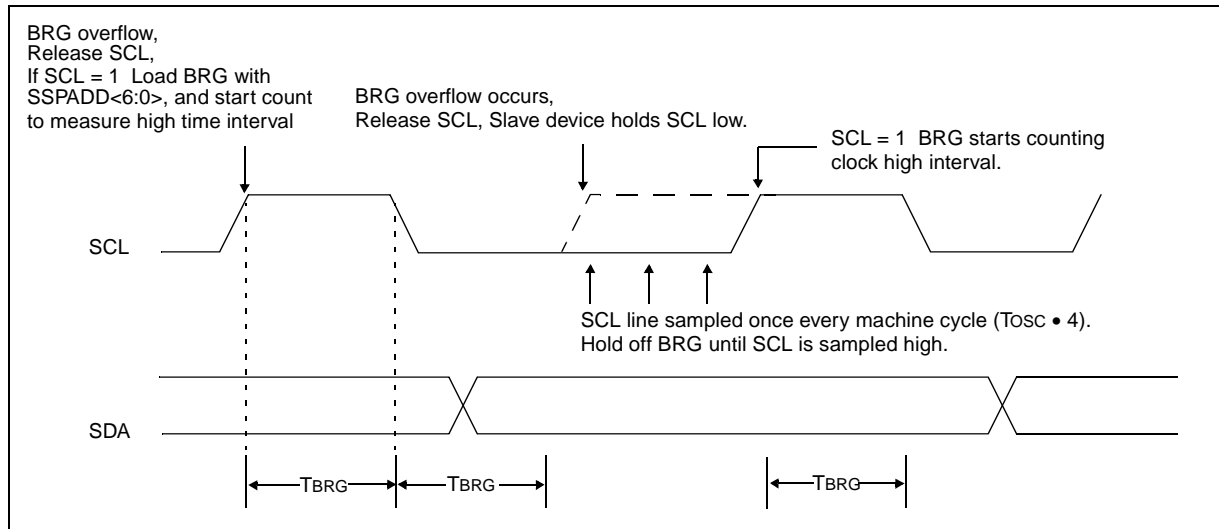 BRG overflow,
Release SCL,
If SCL = 1 Load BRG with
SSPADD<6:0>, and start count
to measure high time interval
BRG overflow occurs,
Release SCL, Slave device holds SCL low.
SCL = 1 BRG starts counting
clock high interval.
SCL
SCL line sampled once every machine cycle (TOSC • 4).
Hold off BRG until SCL is sampled high.
SDA
TBRG
TBRG
TBRG